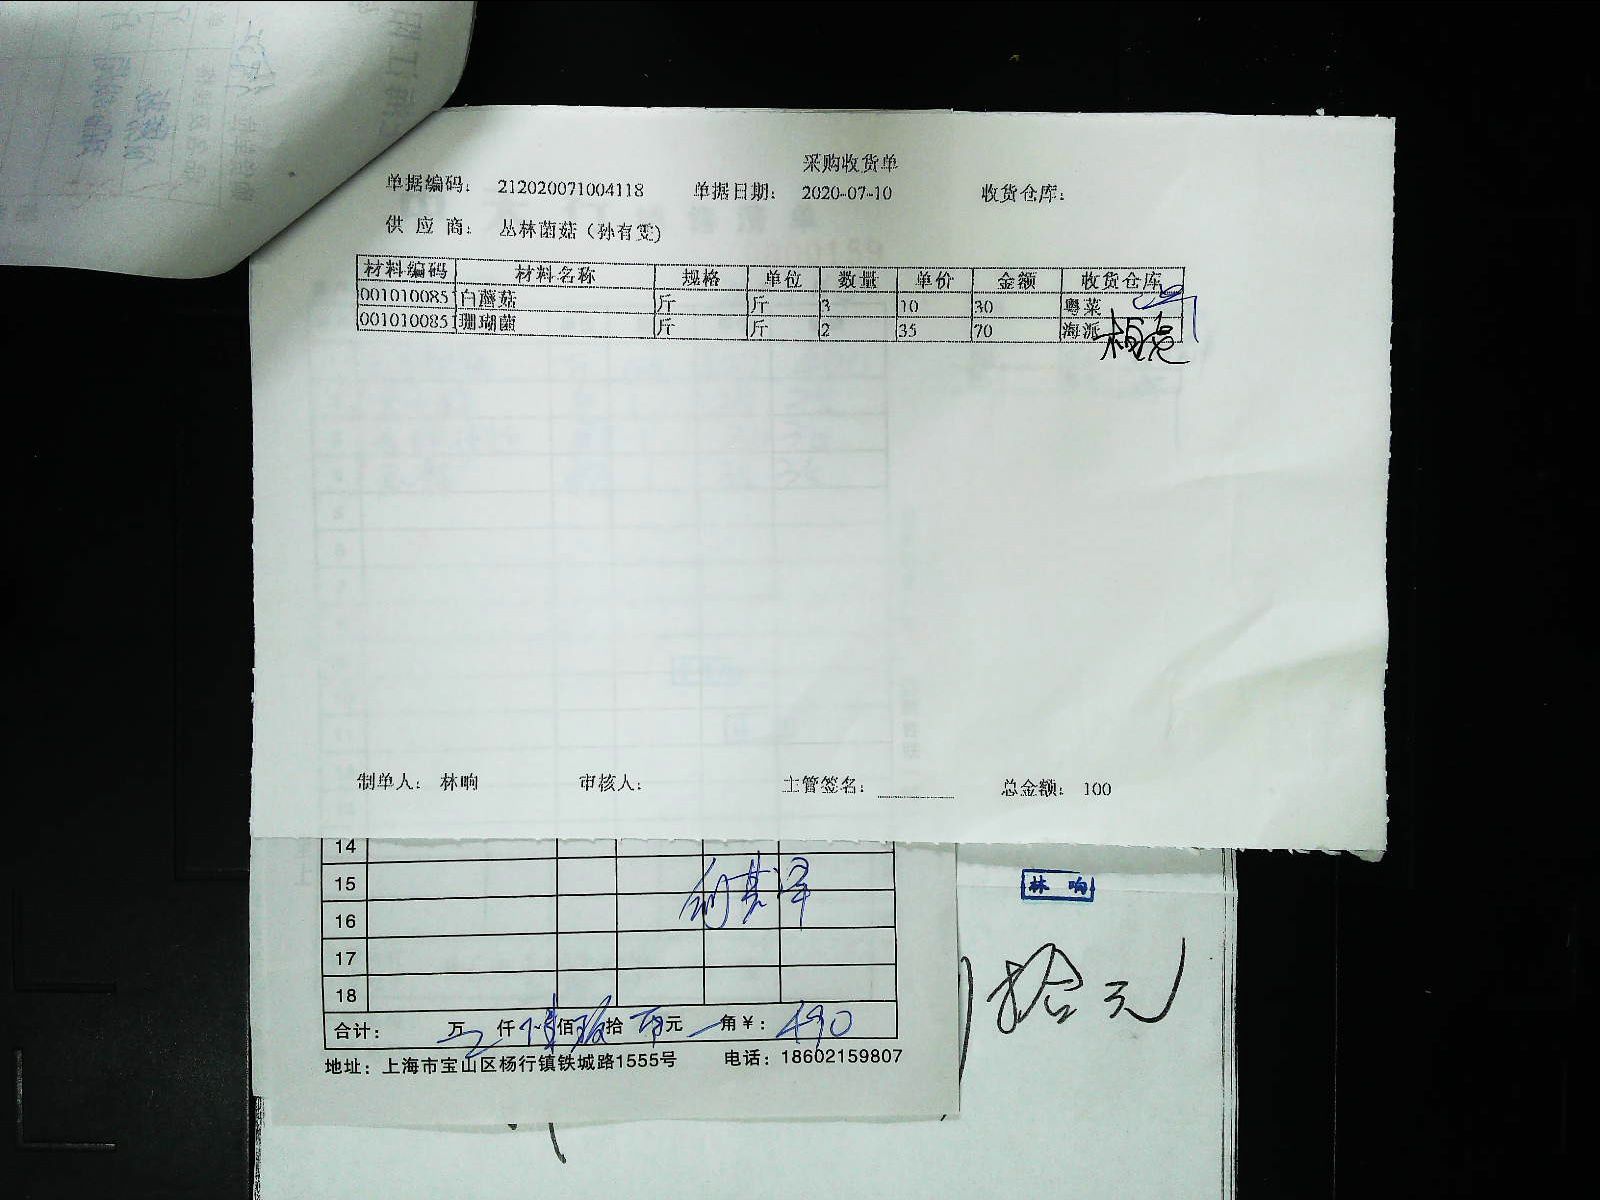 采购收货单
单据编码: 212020071004118 单据日期: 2020-07-10 收货仓库:
供应商: 丛林菌菇(孙有雯)
材料编码 材料名称 规格 单位 数量 单价 金额 收货仓库
001010085 白蘑菇 斤 斤 3 10 30 粤菜
001010085 珊瑚菌 斤 斤 2 35 70 海派
制单人: 林响 审核人: 主管签名: 总金额: 100
14
15
16
17
18
林响
拾元
合计: 万 仟 佰 拾 元 角 ¥: 490
地址: 上海市宝山区杨行镇铁城路1555号 电话: 18602159807